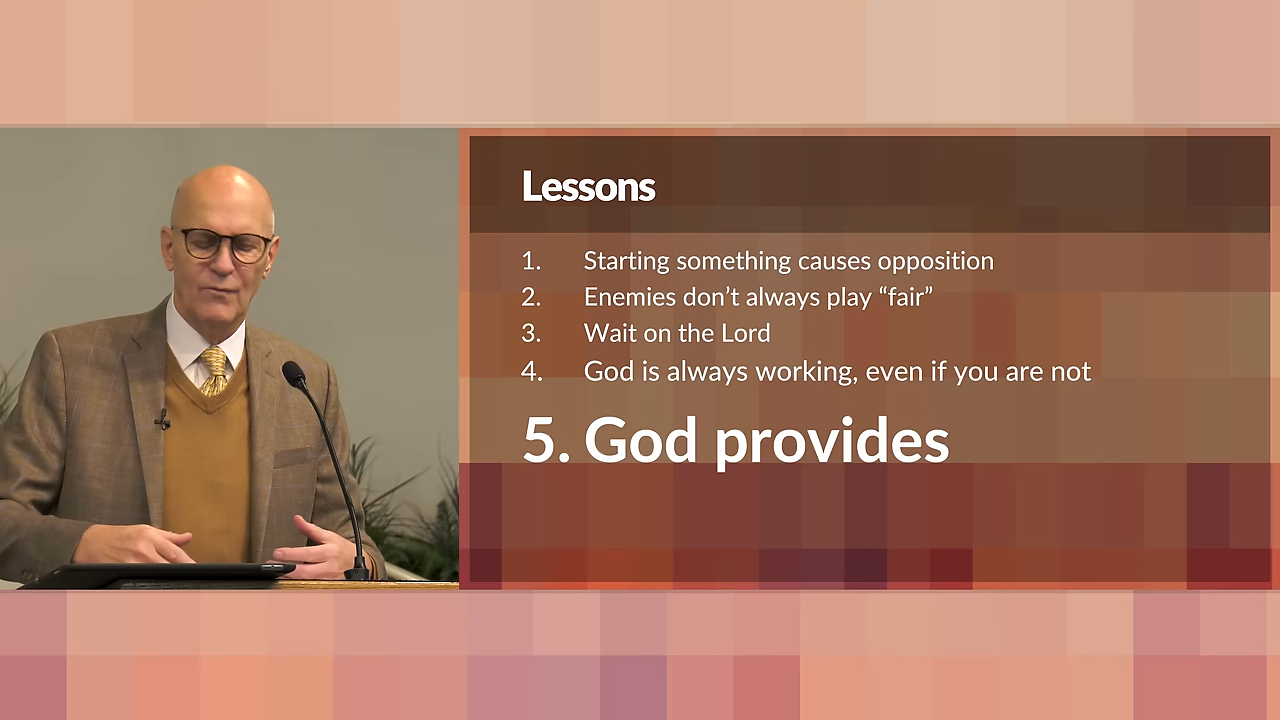 Lessons
1. Starting something causes opposition
2. Enemies don’t always play “fair”
3. Wait on the Lord
4. God is always working, even if you are not
5. God provides